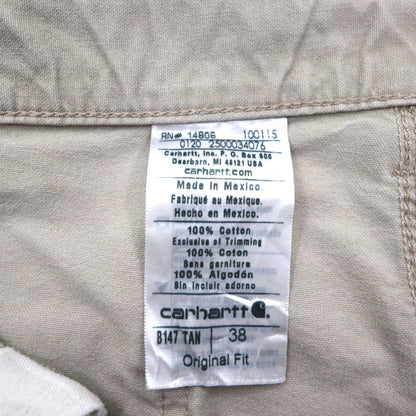 RN# 14806 100115
0120 2500034076
Carhartt, Inc. P. O. Box 600
Dearborn, MI 48121 USA
carhartt.com
Made in Mexico.
Fabriqué au Mexique.
Hecho en Mexico.
100% Cotton
Exclusive of Trimming
100% Coton
Sans garniture
100% Algodón
Sin incluir adorno
carhartt
B147 TAN 38
Original Fit